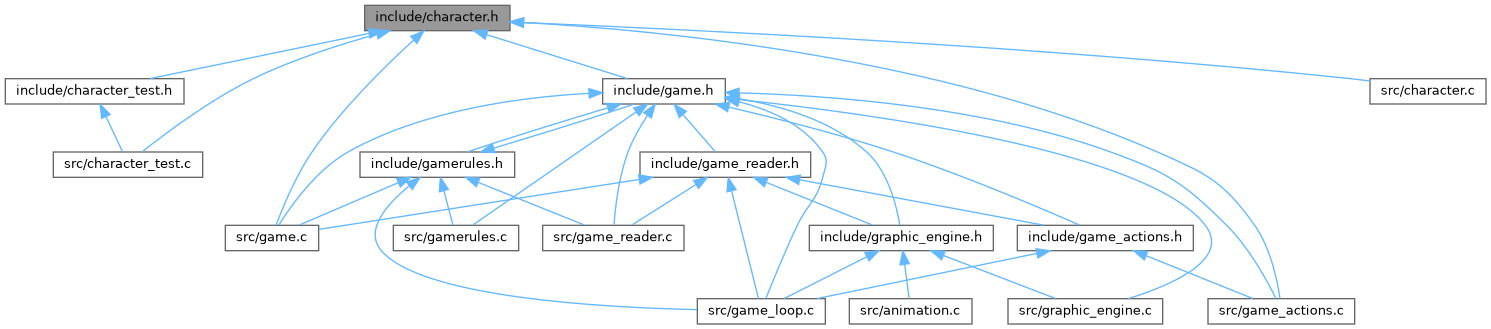 include/character.h
include/character_test.h
include/game.h
src/character.c
src/character_test.c
include/gamerules.h
include/game_reader.h
src/game.c
src/gamerules.c
src/game_reader.c
include/graphic_engine.h
include/game_actions.h
src/game_loop.c
src/animation.c
src/graphic_engine.c
src/game_actions.c